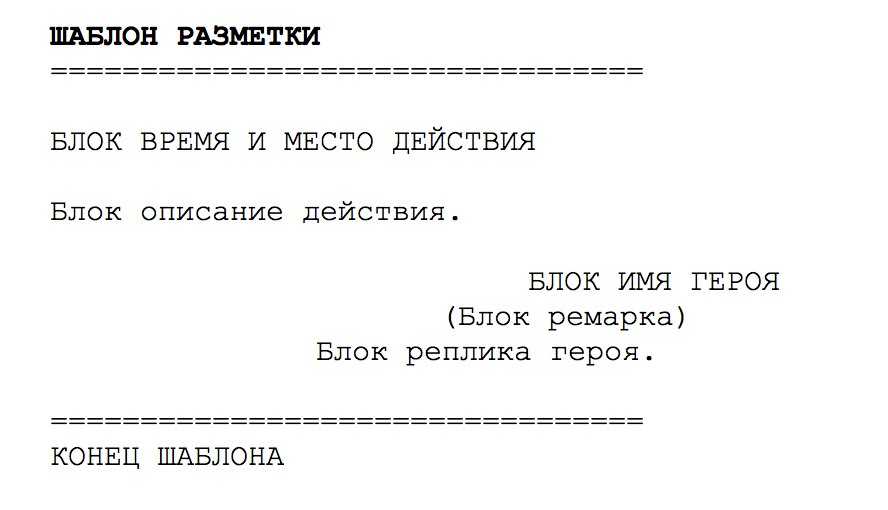 ШАБЛОН РАЗМЕТКИ
=================================
БЛОК ВРЕМЯ И МЕСТО ДЕЙСТВИЯ
Блок описание действия.
БЛОК ИМЯ ГЕРОЯ
(Блок ремарка)
Блок реплика героя.
=================================
КОНЕЦ ШАБЛОНА